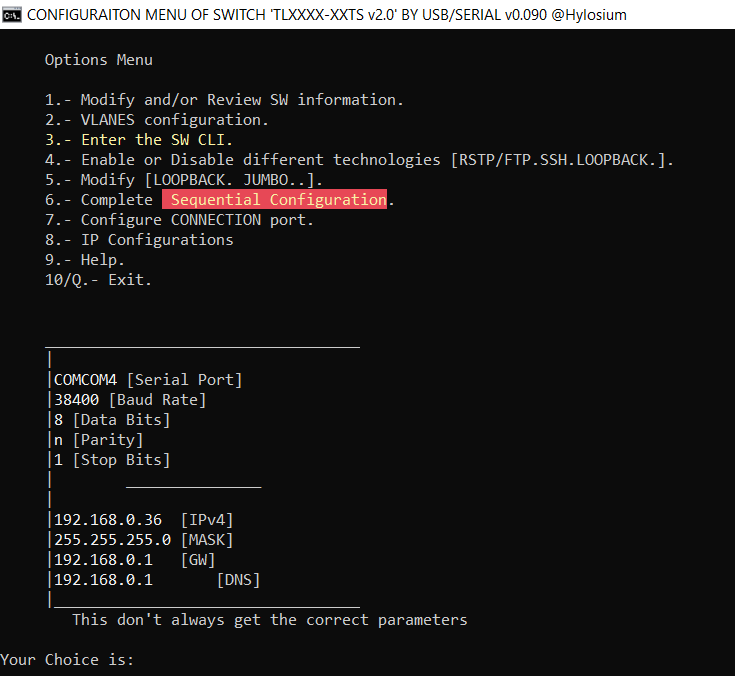 CONFIGURAITON MENU OF SWITCH 'TLXXXX-XXTS v2.0' BY USB/SERIAL v0.090 @Hylosium
Options Menu
1.- Modify and/or Review SW information.
2.- VLANES configuration.
3.- Enter the SW CLI.
4.- Enable or Disable different technologies [RSTP/FTP.SSH.LOOPBACK.].
5.- Modify [LOOPBACK. JUMBO..].
6.- Complete  Sequential Configuration.
7.- Configure CONNECTION port.
8.- IP Configurations
9.- Help.
10/Q.- Exit.
|COMCOM4 [Serial Port]
|38400 [Baud Rate]
|8 [Data Bits]
|n [Parity]
|1 [Stop Bits]
|192.168.0.36  [IPv4]
|255.255.255.0 [MASK]
|192.168.0.1   [GW]
|192.168.0.1       [DNS]
This don't always get the correct parameters
Your Choice is: